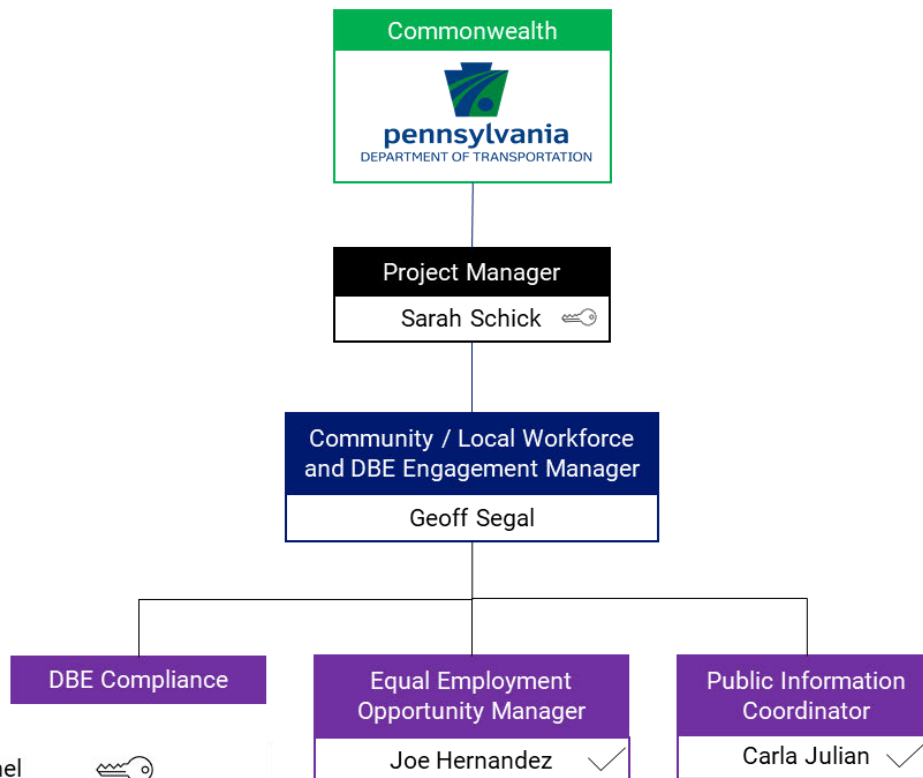 Commonwealth
pennsylvania
DEPARTMENT OF TRANSPORTATION
Project Manager
Sarah Schick
Community / Local Workforce
and DBE Engagement Manager
Geoff Segal
DBE Compliance
Equal Employment
Opportunity Manager
Joe Hernandez
Public Information
Coordinator
Carla Julian
nel